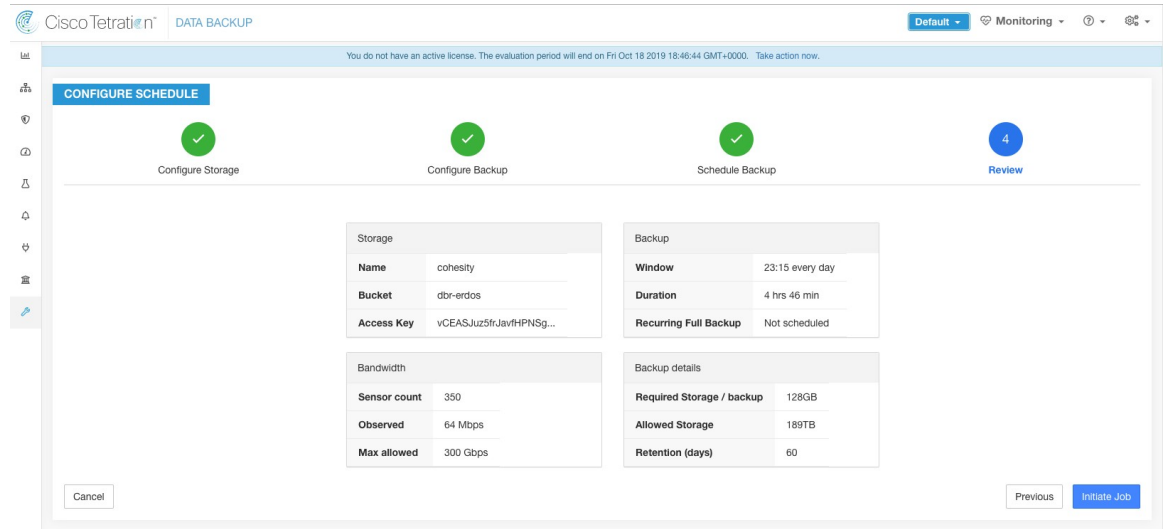 Cisco Tetration™ DATA BACKUP Default Monitoring ?
You do not have an active license. The evaluation period will end on Fri Oct 18 2019 18:46:44 GMT+0000. Take action now.
CONFIGURE SCHEDULE
4
Configure Storage Configure Backup Schedule Backup Review
Storage
Name cohesity
Bucket dbr-erdos
Access Key vCEASJuz5frJavfHPNSg...
Backup
Window 23:15 every day
Duration 4 hrs 46 min
Recurring Full Backup Not scheduled
Bandwidth
Sensor count 350
Observed 64 Mbps
Max allowed 300 Gbps
Backup details
Required Storage / backup 128GB
Allowed Storage 189TB
Retention (days) 60
Cancel Previous Initiate Job